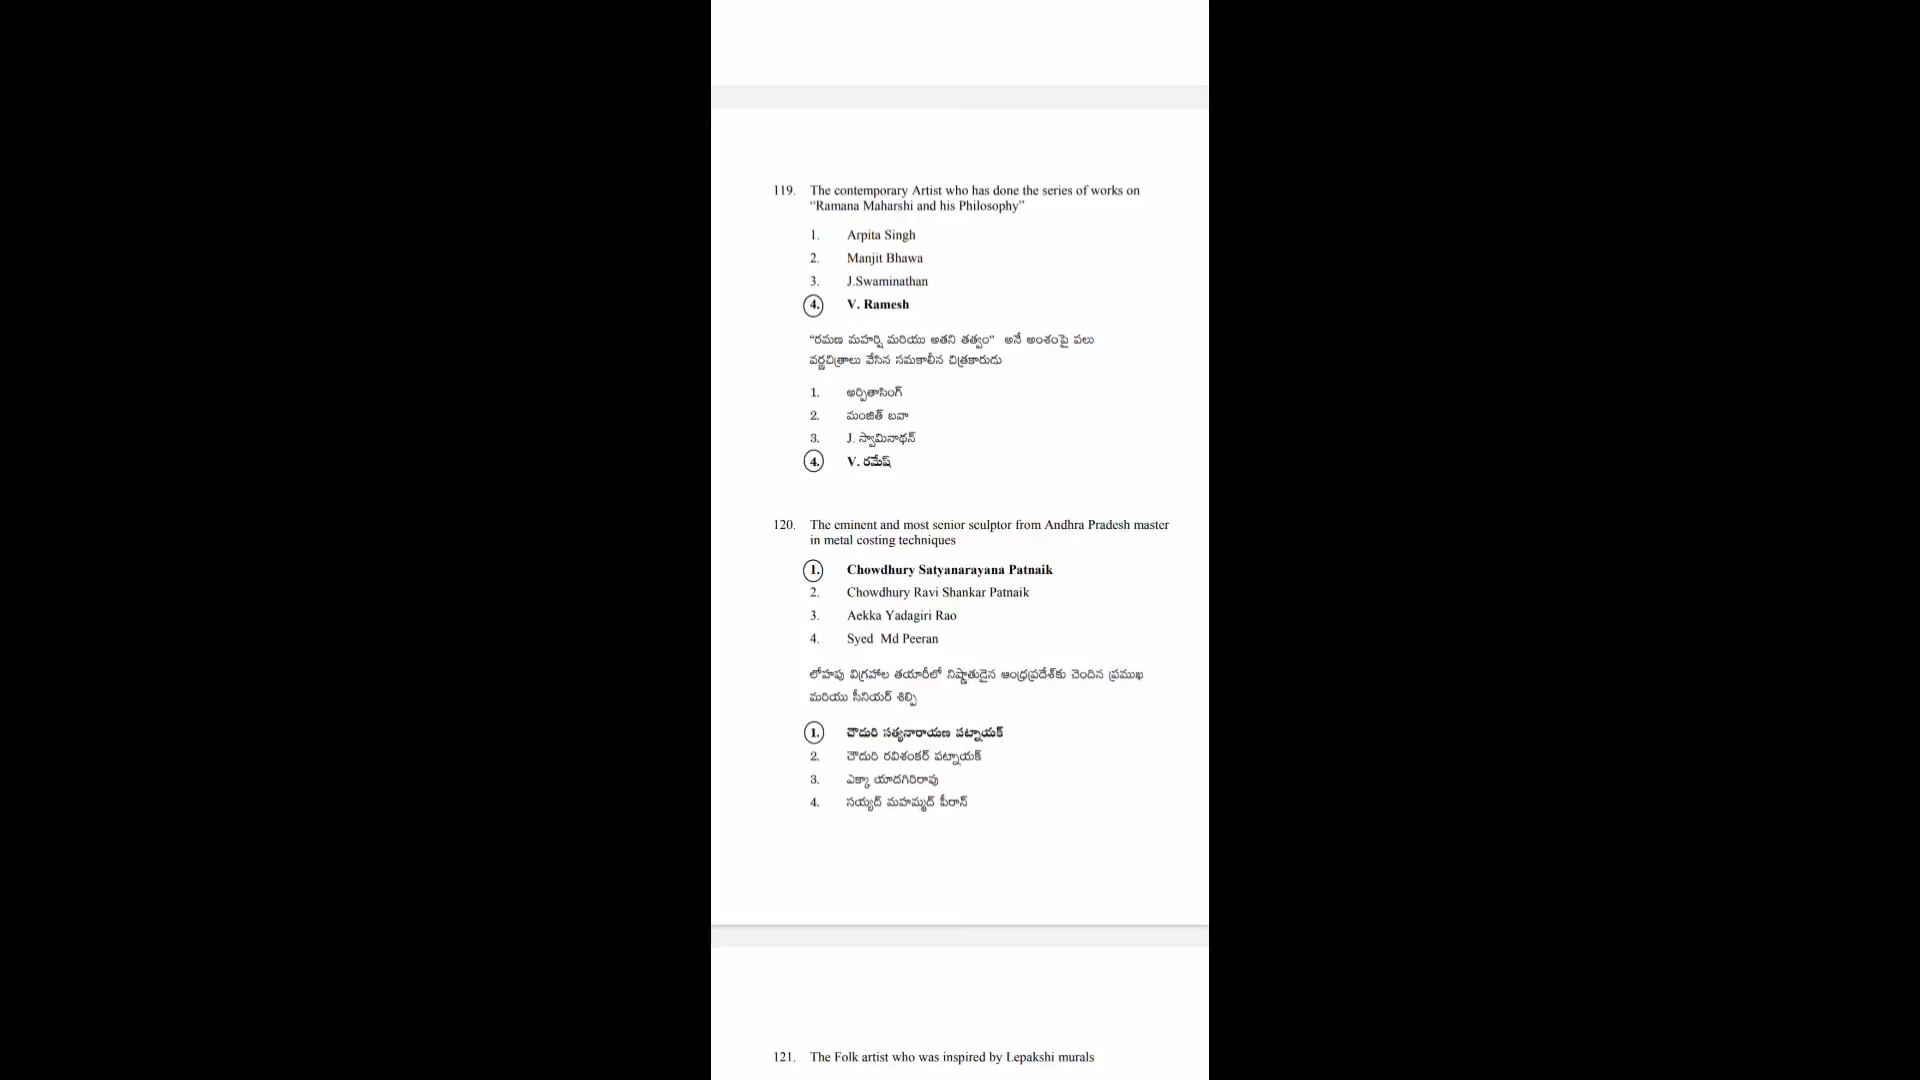 119. The contemporary Artist who has done the series of works on
“Ramana Maharshi and his Philosophy”
1. Arpita Singh
2. Manjit Bhawa
3. J.Swaminathan
4. V. Ramesh
“రమణ మహర్షి మరియు అతని తత్వం” అనే అంశంపై పలు
వర్ణచిత్రాలు వేసిన సమకాలీన చిత్రకారుడు
1. అర్పితాసింగ్
2. మంజిత్ బవా
3. J. స్వామినాథన్
4. V. రమేష్
120. The eminent and most senior sculptor from Andhra Pradesh master
in metal costing techniques
1. Chowdhury Satyanarayana Patnaik
2. Chowdhury Ravi Shankar Patnaik
3. Aekka Yadagiri Rao
4. Syed Md Peeran
లోహపు విగ్రహాల తయారీలో నిష్ణాతుడైన ఆంధ్రప్రదేశ్‌కు చెందిన ప్రముఖ
మరియు సీనియర్ శిల్పి
1. చౌదురి సత్యనారాయణ పట్నాయక్
2. చౌదురి రవిశంకర్ పట్నాయక్
3. ఎక్కా యాదగిరిరావు
4. సయ్యద్ మహమ్మద్ పీరాన్
121. The Folk artist who was inspired by Lepakshi murals